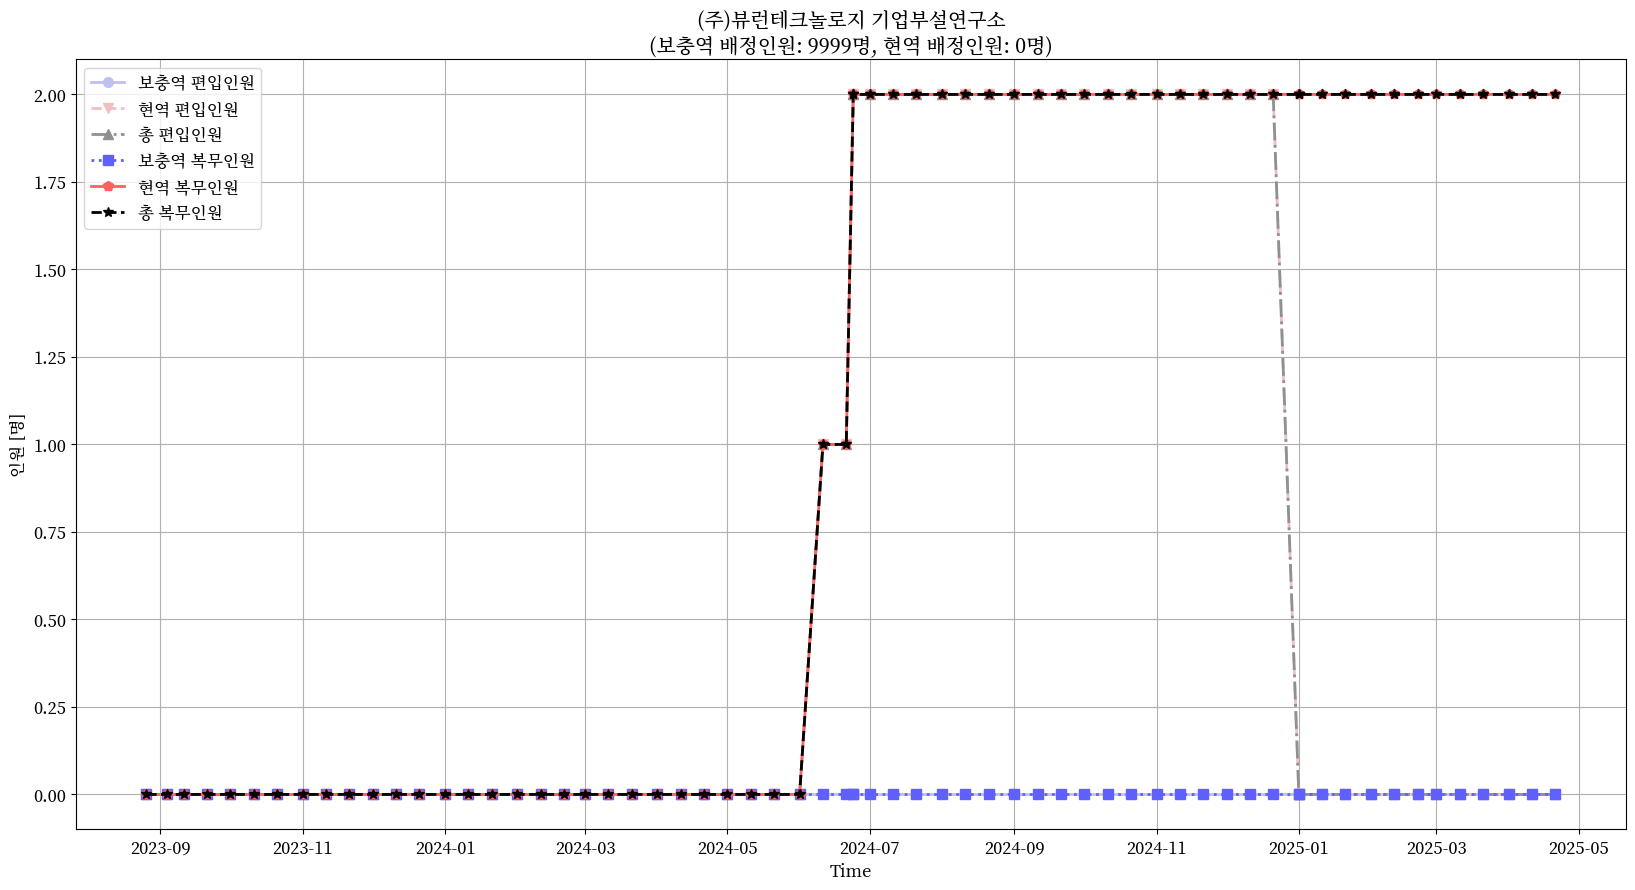 (주)뷰런테크놀로지 기업부설연구소
(보충역 배정인원: 9999명, 현역 배정인원: 0명)
보충역 편입인원
현역 편입인원
총 편입인원
보충역 복무인원
현역 복무인원
총 복무인원
2.00
1.75
1.50
1.25
1.00
0.75
0.50
0.25
0.00
인원 [명]
2023-09
2023-11
2024-01
2024-03
2024-05
2024-07
2024-09
2024-11
2025-01
2025-03
2025-05
Time